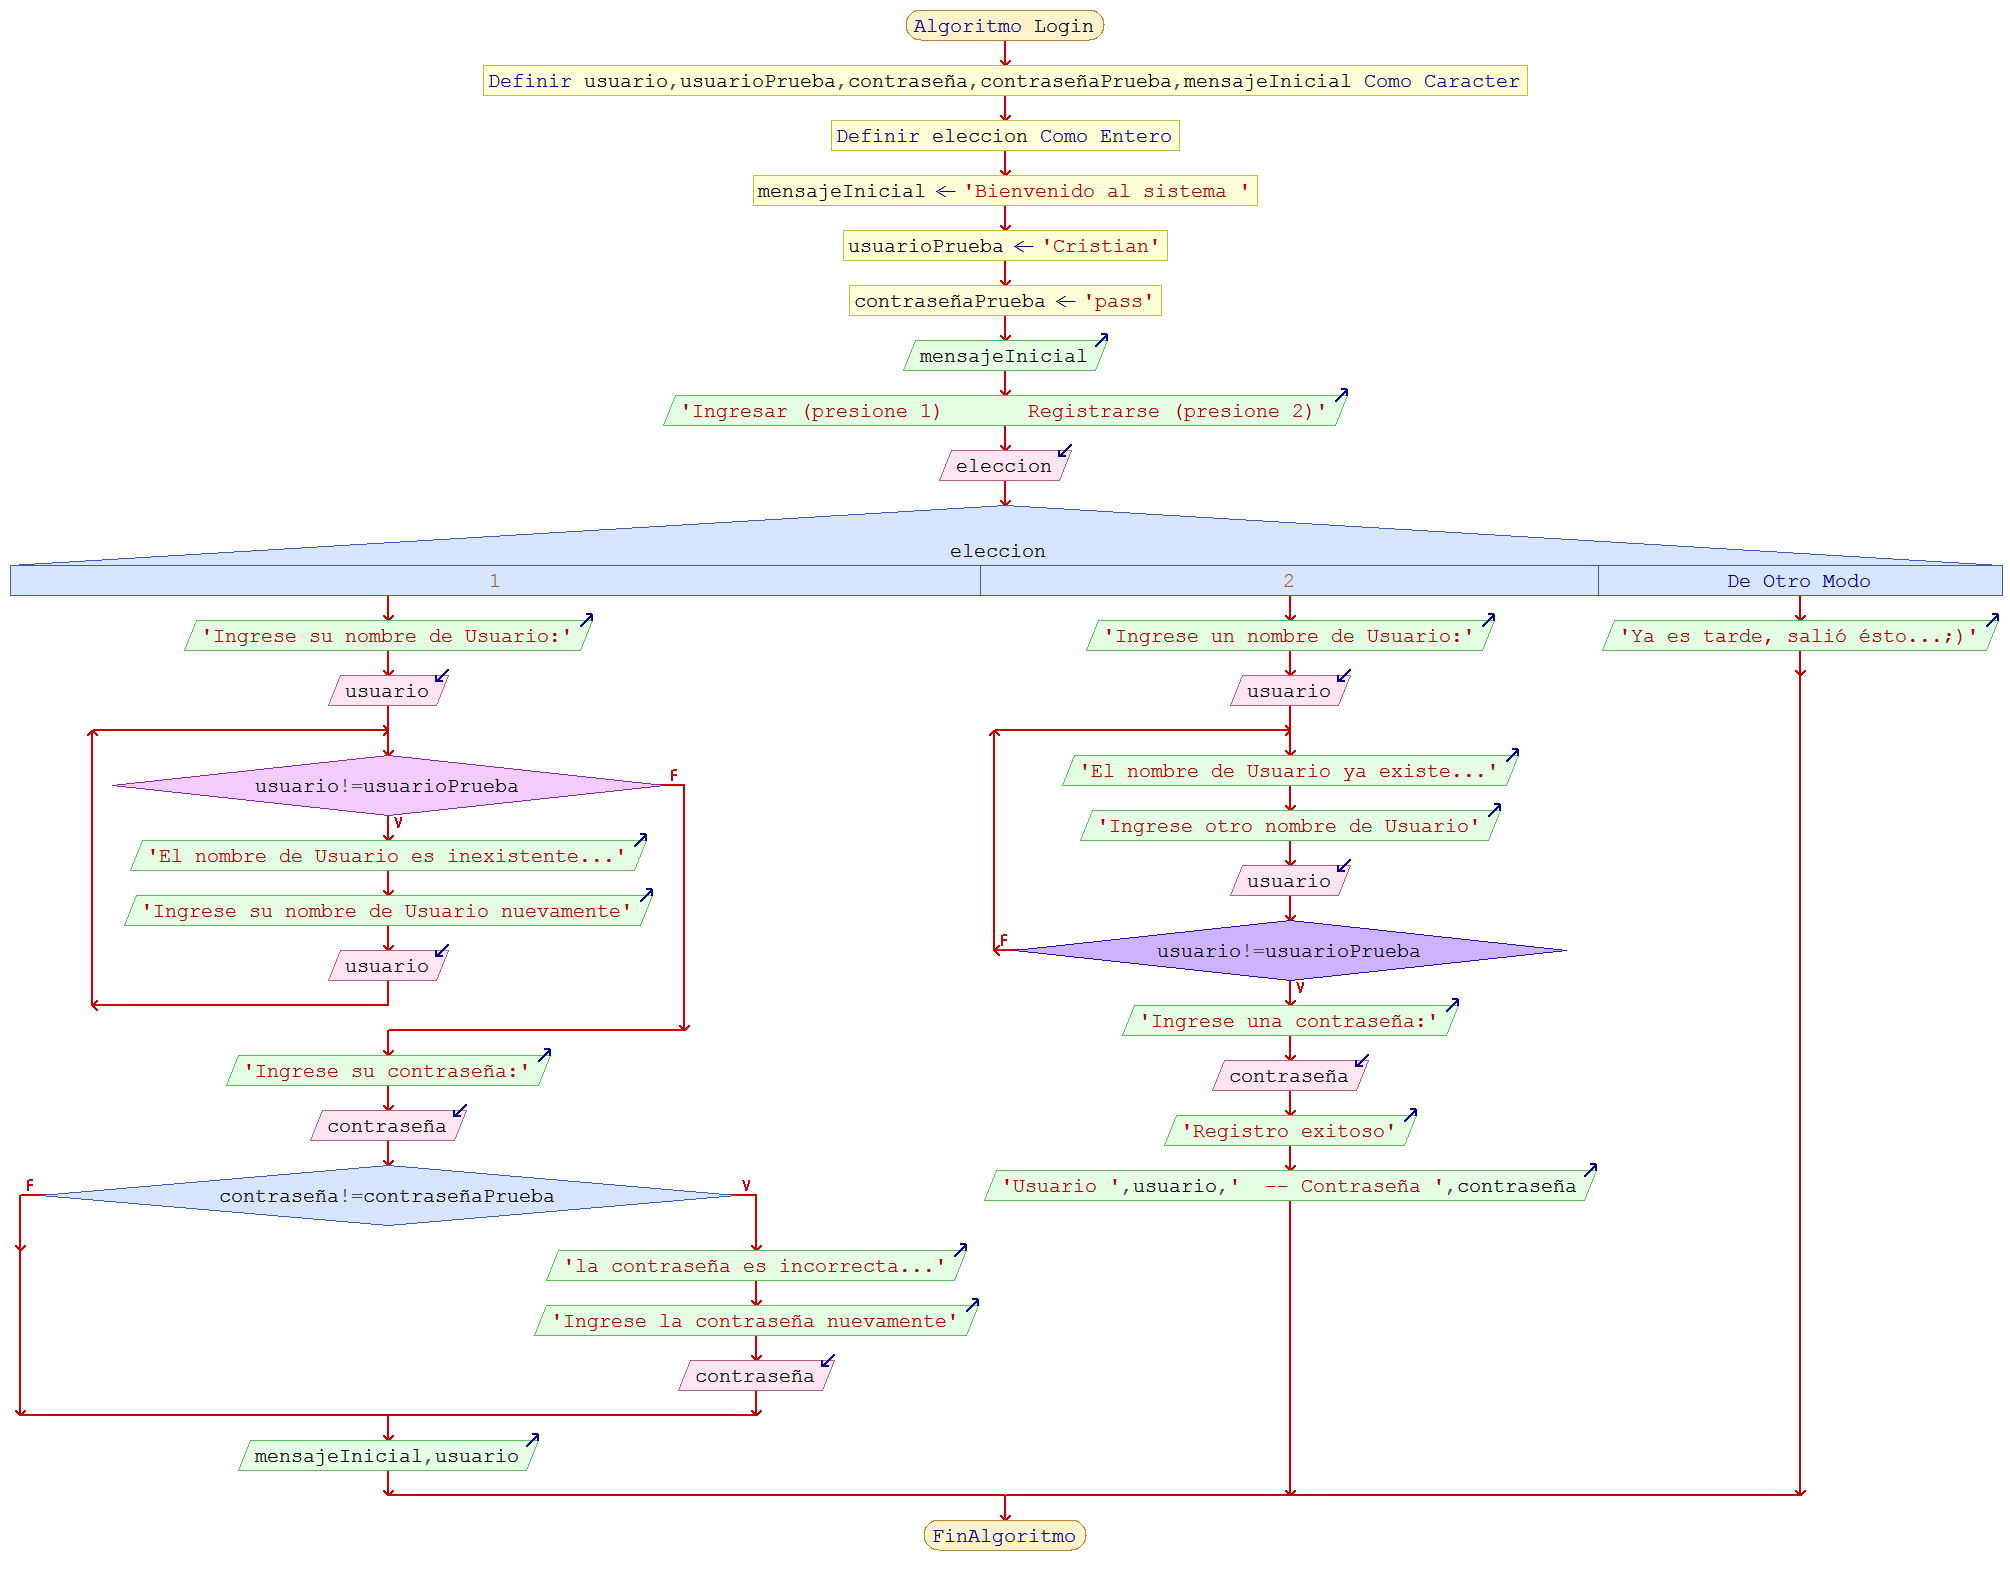 Algoritmo Login
Definir usuario,usuarioPrueba,contraseña,contraseñaPrueba,mensajeInicial Como Caracter
Definir eleccion Como Entero
mensajeInicial ← 'Bienvenido al sistema '
usuarioPrueba ← 'Cristian'
contraseñaPrueba ← 'pass'
mensajeInicial
'Ingresar (presione 1)       Registrarse (presione 2)'
eleccion
eleccion
1
'Ingrese su nombre de Usuario:'
usuario
usuario!=usuarioPrueba
F
V
'El nombre de Usuario es inexistente...'
'Ingrese su nombre de Usuario nuevamente'
usuario
'Ingrese su contraseña:'
contraseña
contraseña!=contraseñaPrueba
F
V
'la contraseña es incorrecta...'
'Ingrese la contraseña nuevamente'
contraseña
mensajeInicial,usuario
2
'Ingrese un nombre de Usuario:'
usuario
'El nombre de Usuario ya existe...'
'Ingrese otro nombre de Usuario'
usuario
usuario!=usuarioPrueba
F
V
'Ingrese una contraseña:'
contraseña
'Registro exitoso'
'Usuario ',usuario,'  -- Contraseña ',contraseña
De Otro Modo
'Ya es tarde, salió ésto...;)'
FinAlgoritmo